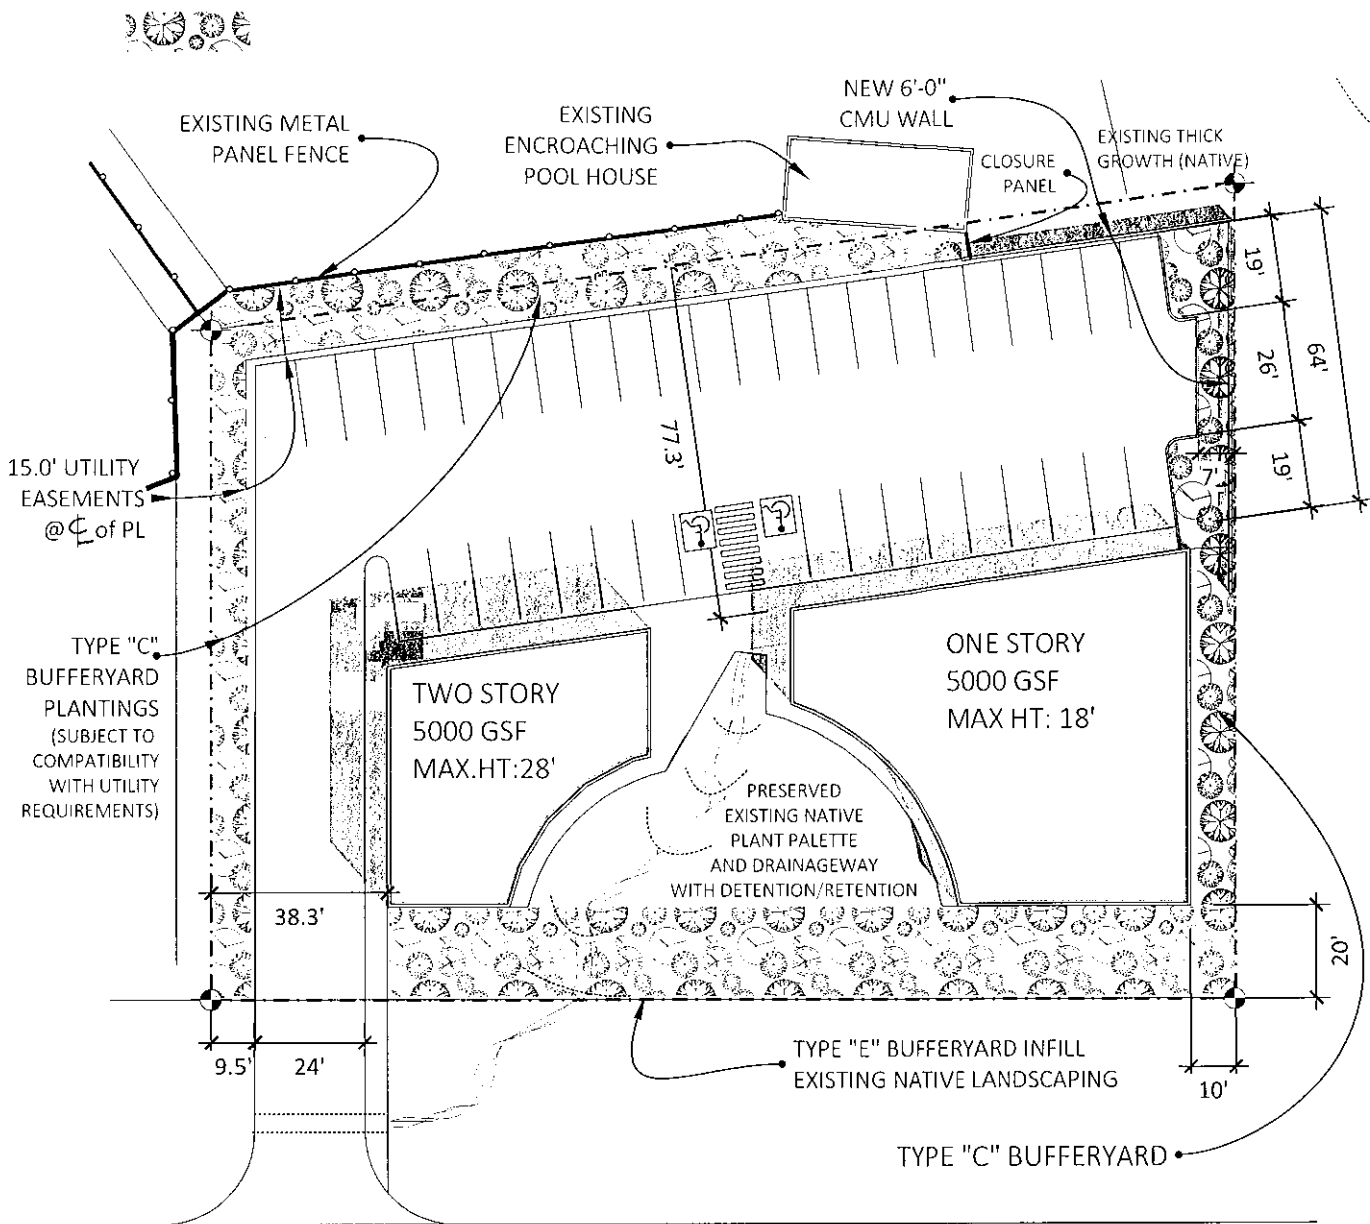 EXISTING METAL
PANEL FENCE
EXISTING
ENCROACHING
POOL HOUSE
NEW 6'-0"
CMU WALL
CLOSURE
PANEL
EXISTING THICK
GROWTH (NATIVE)
19'
26'
64'
19'
7'
77.3'
15.0' UTILITY
EASEMENTS
@ ℄ of PL
TYPE "C"
BUFFERYARD
PLANTINGS
(SUBJECT TO
COMPATIBILITY
WITH UTILITY
REQUIREMENTS)
TWO STORY
5000 GSF
MAX.HT:28'
ONE STORY
5000 GSF
MAX HT: 18'
PRESERVED
EXISTING NATIVE
PLANT PALETTE
AND DRAINAGEWAY
WITH DETENTION/RETENTION
38.3'
20'
9.5'
24'
10'
TYPE "E" BUFFERYARD INFILL
EXISTING NATIVE LANDSCAPING
TYPE "C" BUFFERYARD